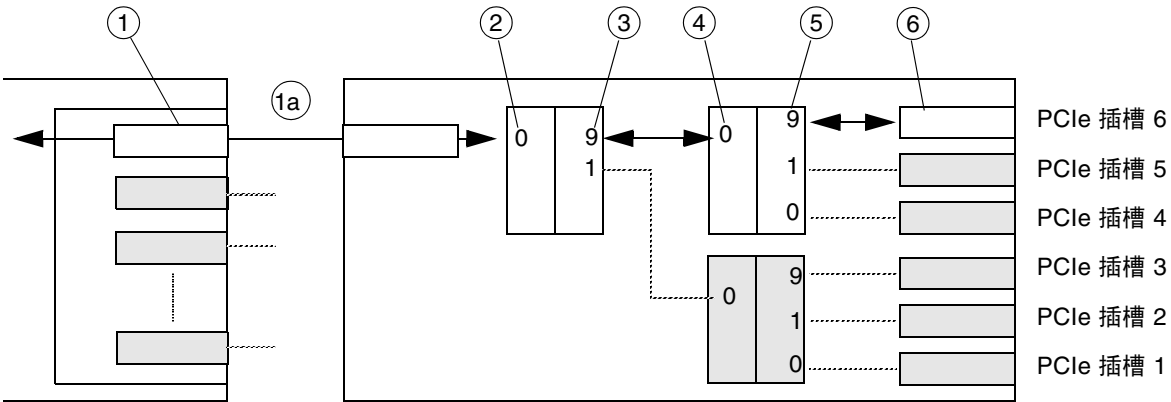 1 2 3 4 5 6
1a
0 9 0 9 PCIe 插槽 6
1 1 PCIe 插槽 5
0 PCIe 插槽 4
0 9 PCIe 插槽 3
1 PCIe 插槽 2
0 PCIe 插槽 1